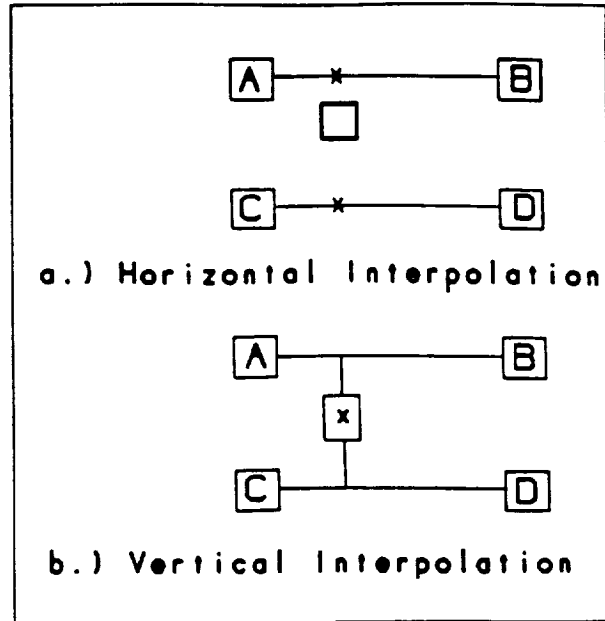 A x B
C x D
a.) Horizontal Interpolation
A B
x
C D
b.) Vertical Interpolation